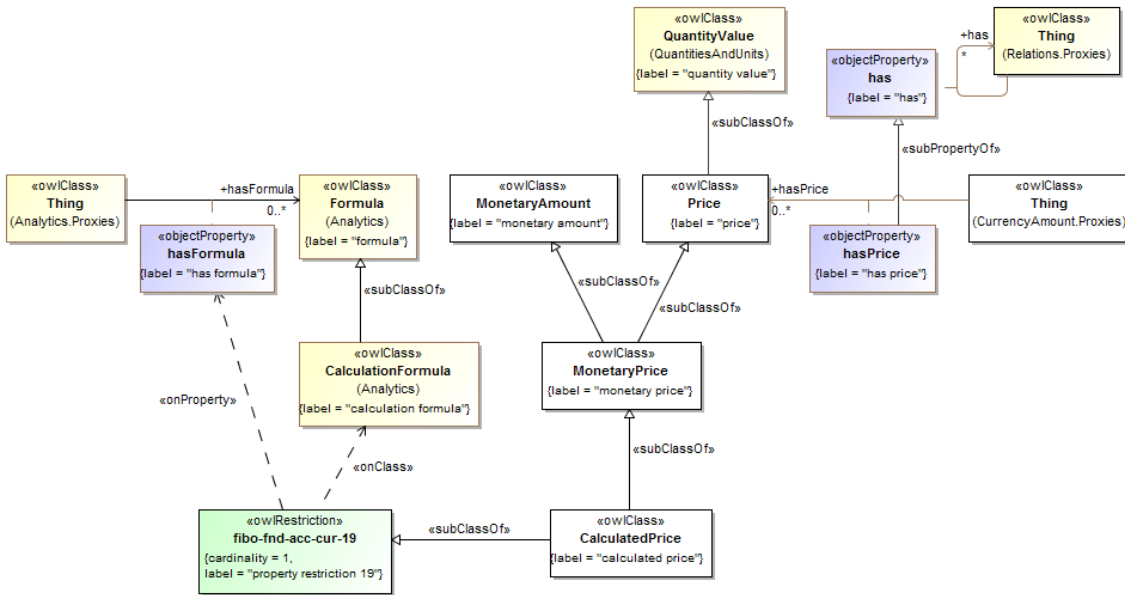 «owlClass»
QuantityValue
(QuantitiesAndUnits)
{label = "quantity value"}
«owlClass»
Thing
(Relations.Proxies)
+has
*
«objectProperty»
has
{label = "has"}
«subClassOf»
«subPropertyOf»
«owlClass»
Thing
(Analytics.Proxies)
+hasFormula
0..*
«owlClass»
Formula
(Analytics)
{label = "formula"}
«owlClass»
MonetaryAmount
{label = "monetary amount"}
«owlClass»
Price
{label = "price"}
+hasPrice
0..*
«owlClass»
Thing
(CurrencyAmount.Proxies)
«objectProperty»
hasFormula
{label = "has formula"}
«objectProperty»
hasPrice
{label = "has price"}
«subClassOf»
«subClassOf»
«subClassOf»
«owlClass»
CalculationFormula
(Analytics)
{label = "calculation formula"}
«owlClass»
MonetaryPrice
{label = "monetary price"}
«onProperty»
«onClass»
«subClassOf»
«owlRestriction»
fibo-fnd-acc-cur-19
{cardinality = 1,
label = "property restriction 19"}
«subClassOf»
«owlClass»
CalculatedPrice
{label = "calculated price"}